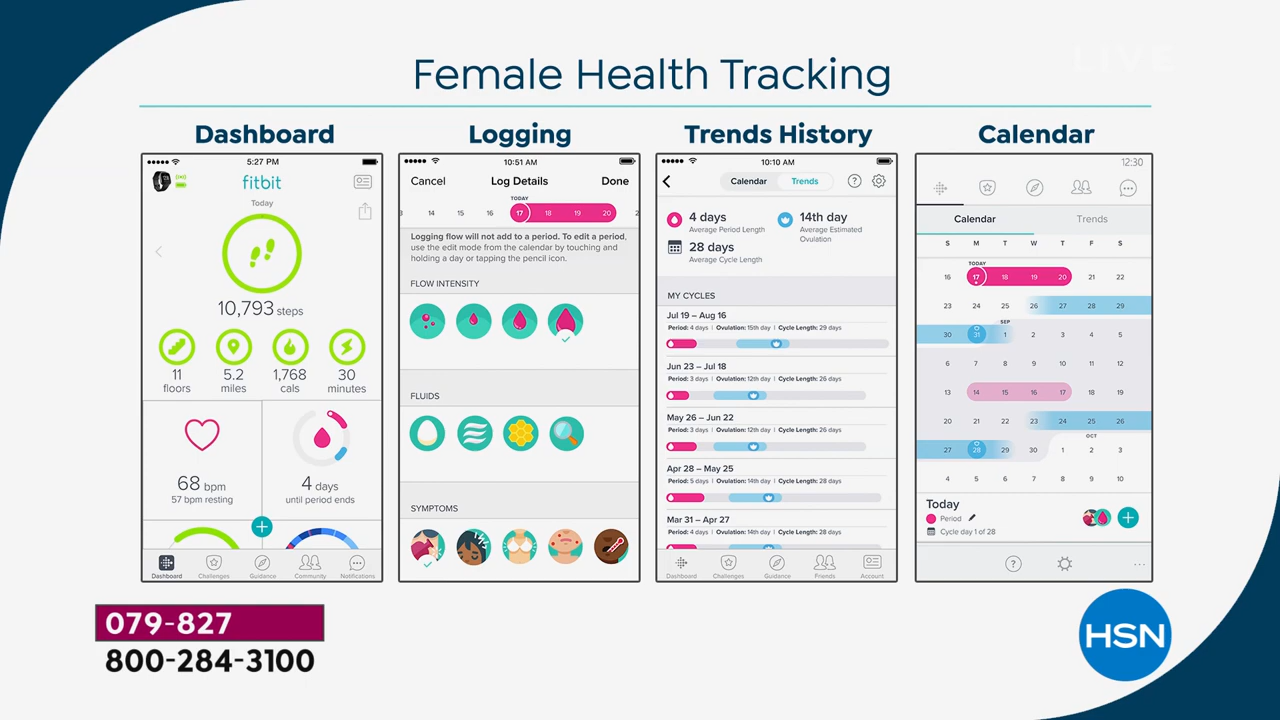 LIVE
Female Health Tracking
Dashboard
5:27 PM
fitbit
Today
10,793 steps
11
floors
5.2
miles
1,768
cals
30
minutes
68 bpm
57 bpm resting
4
days
until period ends
Dashboard Challenges Guidance Community Notifications
Logging
10:51 AM
Cancel Log Details Done
TODAY
14 15 16 17 18 19 20
Logging flow will not add to a period. To edit a period,
use the edit mode from the calendar by touching and
holding a day or tapping the pencil icon.
FLOW INTENSITY
FLUIDS
SYMPTOMS
Trends History
10:10 AM
Calendar Trends
4 days
Average Period Length
14th day
Average Estimated
Ovulation
28 days
Average Cycle Length
MY CYCLES
Jul 19 – Aug 16
Period: 4 days | Ovulation: 15th day | Cycle Length: 29 days
Jun 23 – Jul 18
Period: 3 days | Ovulation: 12th day | Cycle Length: 26 days
May 26 – Jun 22
Period: 3 days | Ovulation: 12th day | Cycle Length: 26 days
Apr 28 – May 25
Period: 5 days | Ovulation: 14th day | Cycle Length: 28 days
Mar 31 – Apr 27
Period: 4 days | Ovulation: 14th day | Cycle Length: 28 days
Dashboard Challenges Guidance Friends Account
Calendar
12:30
Calendar Trends
S M T W T F S
TODAY
16 17 18 19 20 21 22
23 24 25 26 27 28 29
SEP
30 31 1 2 3 4 5
6 7 8 9 10 11 12
13 14 15 16 17 18 19
20 21 22 23 24 25 26
OCT
27 28 29 30 1 2 3
4 5 6 7 8 9 10
Today
Period
Cycle day 1 of 28
079-827
800-284-3100
HSN